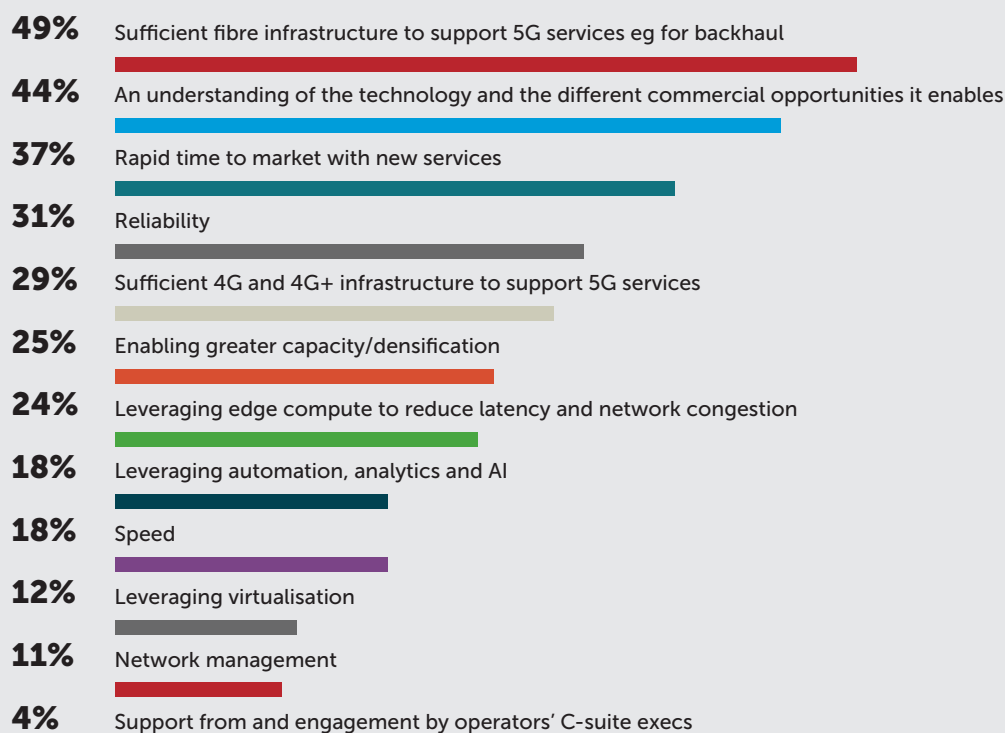 49% Sufficient fibre infrastructure to support 5G services eg for backhaul
44% An understanding of the technology and the different commercial opportunities it enables
37% Rapid time to market with new services
31% Reliability
29% Sufficient 4G and 4G+ infrastructure to support 5G services
25% Enabling greater capacity/densification
24% Leveraging edge compute to reduce latency and network congestion
18% Leveraging automation, analytics and AI
18% Speed
12% Leveraging virtualisation
11% Network management
4% Support from and engagement by operators’ C-suite execs